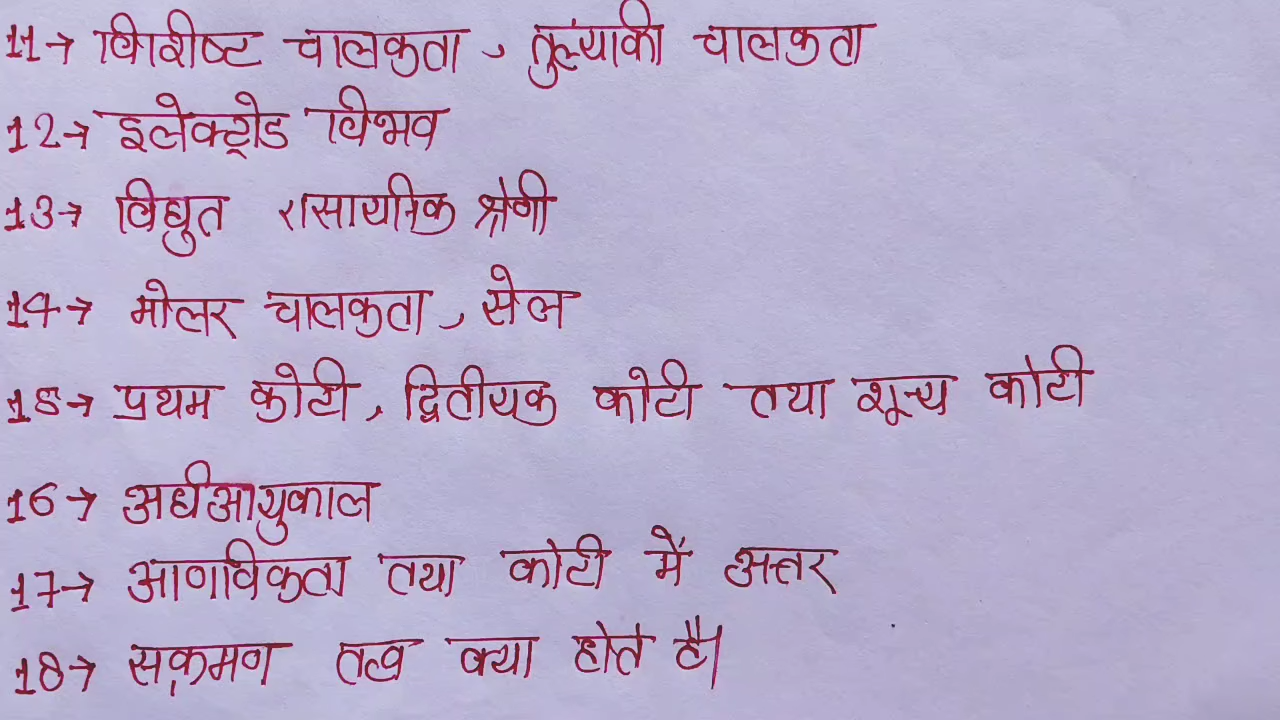 11→ विशिष्ट चालकता, तुल्यांकी चालकता
12→ इलेक्ट्रोड विभव
13→ विद्युत रासायनिक श्रेणी
14→ मोलर चालकता, सेल
15→ प्रथम कोटी, द्वितीयक कोटी तथा शून्य कोटी
16→ अर्धआयुकाल
17→ आणविकता तथा कोटी में अन्तर
18→ सक्रमण तत्व क्या होते है।